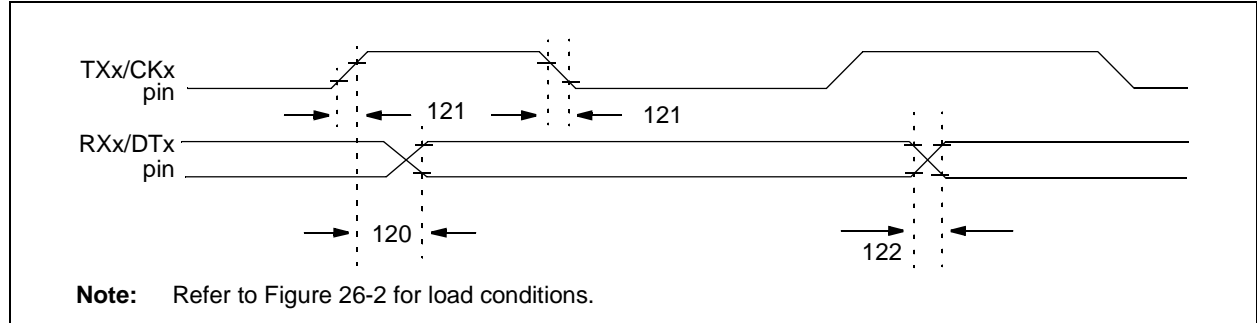 TXx/CKx
pin
121
121
RXx/DTx
pin
120
122
Note: Refer to Figure 26-2 for load conditions.